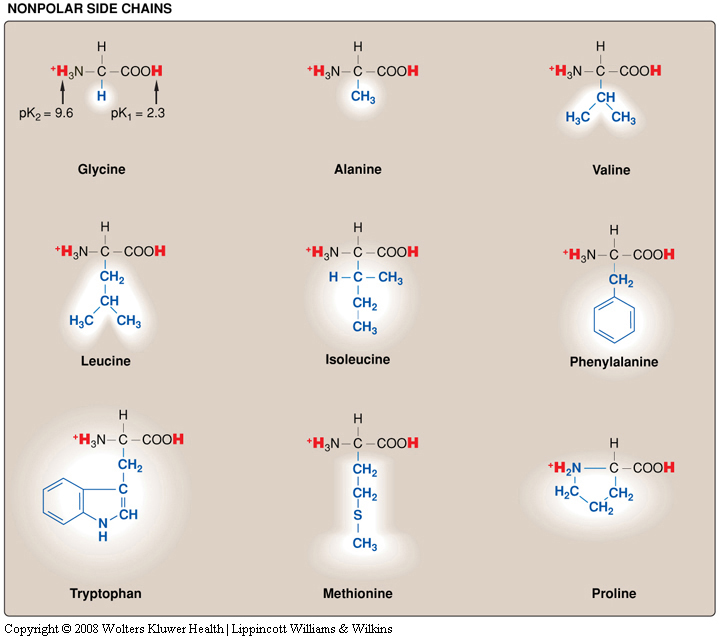 NONPOLAR SIDE CHAINS
H
⁺H₃N – C – COOH
H
pK₂ = 9.6
pK₁ = 2.3
Glycine
H
⁺H₃N – C – COOH
CH₃
Alanine
H
⁺H₃N – C – COOH
CH
H₃C CH₃
Valine
H
⁺H₃N – C – COOH
CH₂
CH
H₃C CH₃
Leucine
H
⁺H₃N – C – COOH
H – C – CH₃
CH₂
CH₃
Isoleucine
H
⁺H₃N – C – COOH
CH₂
Phenylalanine
H
⁺H₃N – C – COOH
CH₂
C
CH
N
H
Tryptophan
H
⁺H₃N – C – COOH
CH₂
CH₂
S
CH₃
Methionine
H
⁺H₂N – C – COOH
H₂C CH₂
CH₂
Proline
Copyright © 2008 Wolters Kluwer Health | Lippincott Williams & Wilkins